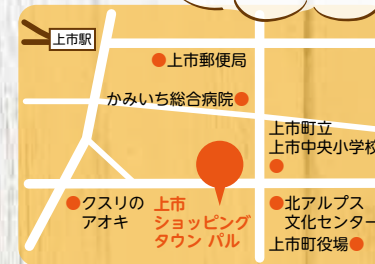 上市駅
上市郵便局
かみいち総合病院
上市町立
上市中央小学校
クスリの
アオキ
上市
ショッピング
タウン パル
北アルプス
文化センター
上市町役場